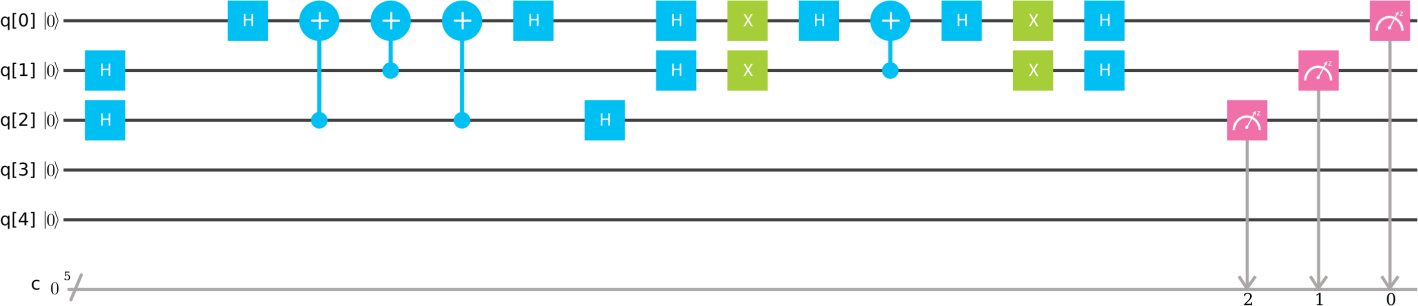 q[0] |0⟩ H + + + H H X H + H X H z
q[1] |0⟩ H H X X H z
q[2] |0⟩ H H z
q[3] |0⟩
q[4] |0⟩
c 0 5
2 1 0